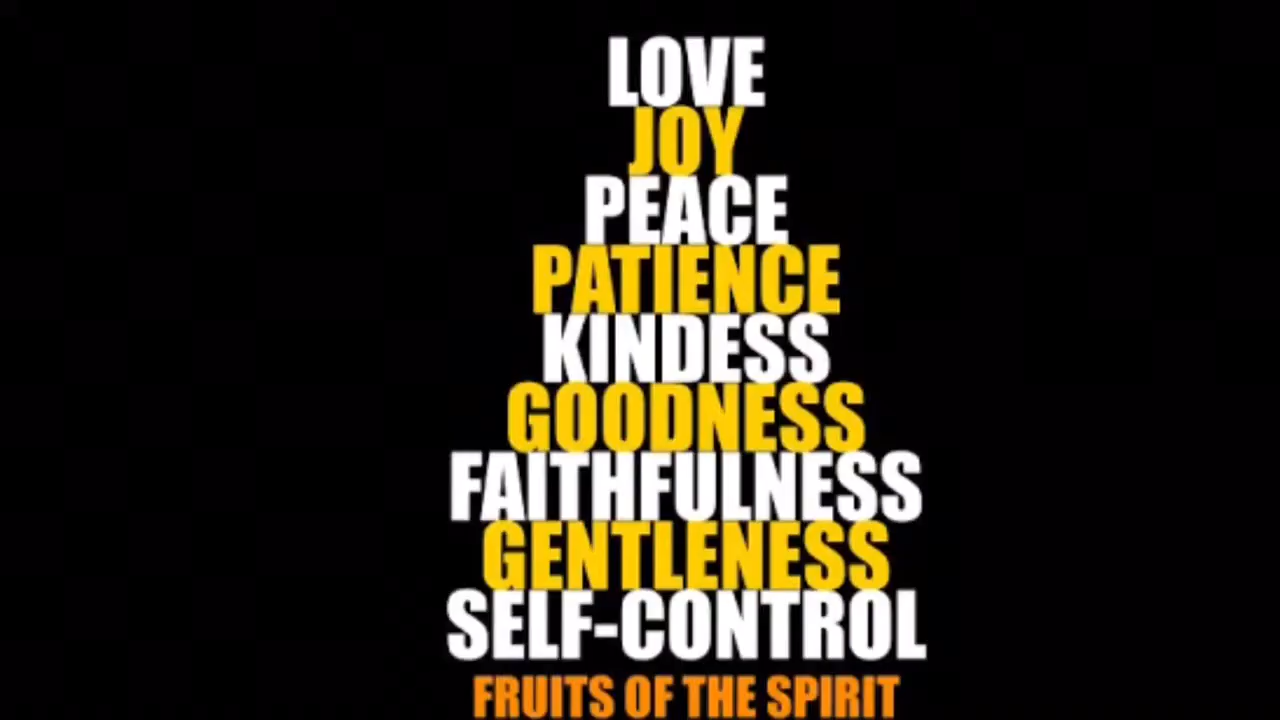 LOVE
JOY
PEACE
PATIENCE
KINDESS
GOODNESS
FAITHFULNESS
GENTLENESS
SELF-CONTROL
FRUITS OF THE SPIRIT